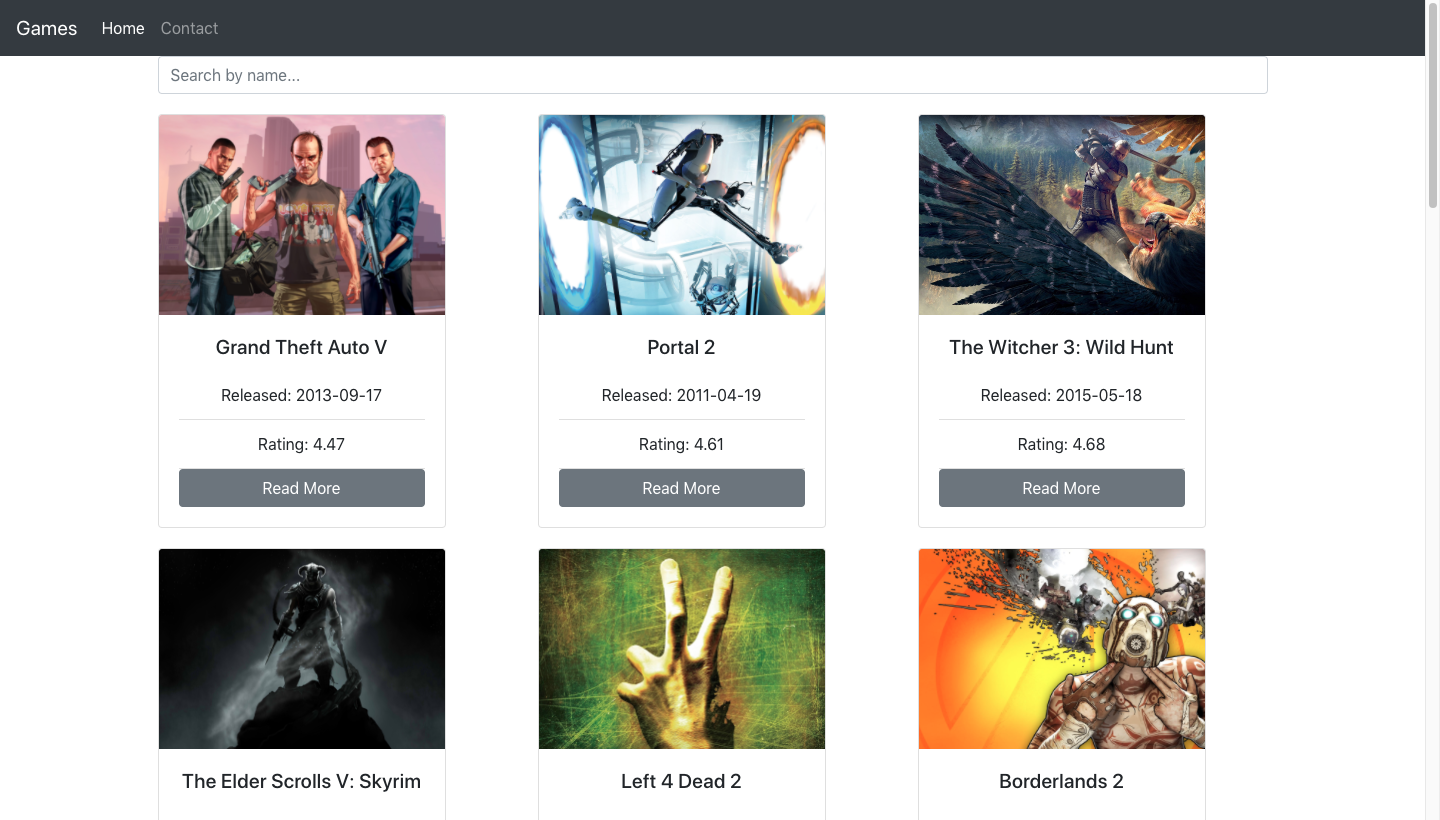 Games Home Contact
Search by name...
Grand Theft Auto V
Released: 2013-09-17
Rating: 4.47
Read More
Portal 2
Released: 2011-04-19
Rating: 4.61
Read More
The Witcher 3: Wild Hunt
Released: 2015-05-18
Rating: 4.68
Read More
The Elder Scrolls V: Skyrim
Left 4 Dead 2
Borderlands 2